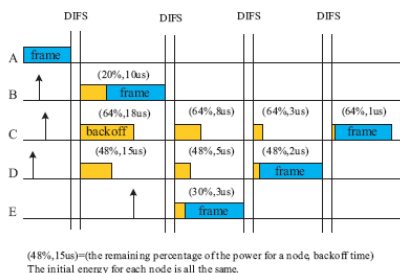 DIFS DIFS DIFS DIFS
A frame
(20%,10us)
B frame
(64%,18us) (64%,8us) (64%,3us) (64%,1us)
C backoff frame
(48%,15us) (48%,5us) (48%,2us)
D frame
(30%,3us)
E frame
(48%,15us)=(the remaining percentage of the power for a node, backoff time)
The initial energy for each node is all the same.